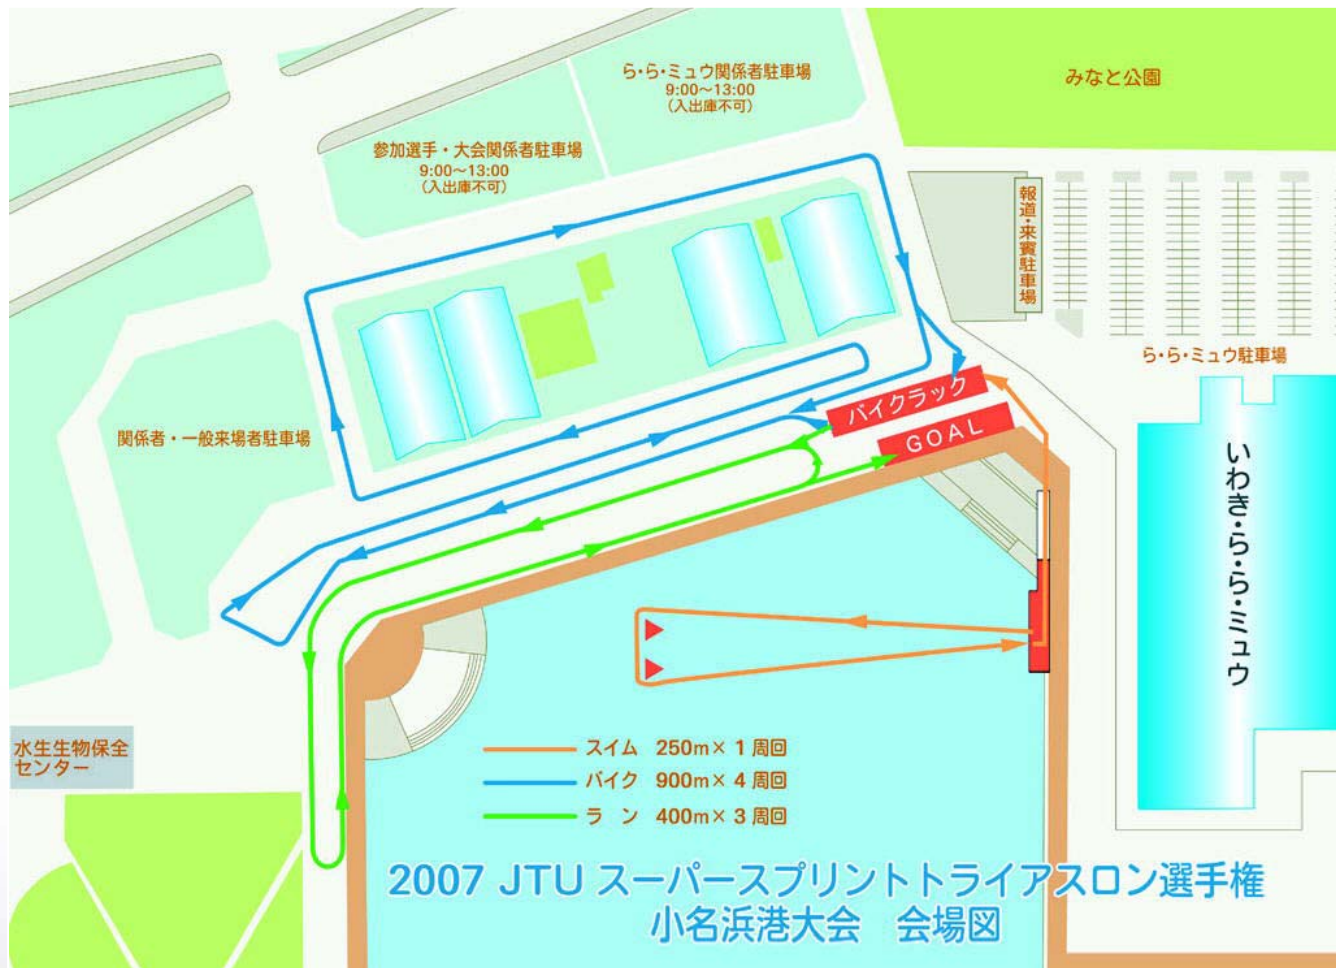 ら・ら・ミュウ関係者駐車場
9:00〜13:00
(入出庫不可)
みなと公園
参加選手・大会関係者駐車場
9:00〜13:00
(入出庫不可)
報道・来賓駐車場
ら・ら・ミュウ駐車場
バイクラック
GOAL
関係者・一般来場者駐車場
いわき・ら・ら・ミュウ
水生生物保全
センター
スイム 250m×1周回
バイク 900m×4周回
ラン 400m×3周回
2007 JTU スーパースプリントトライアスロン選手権
小名浜港大会 会場図